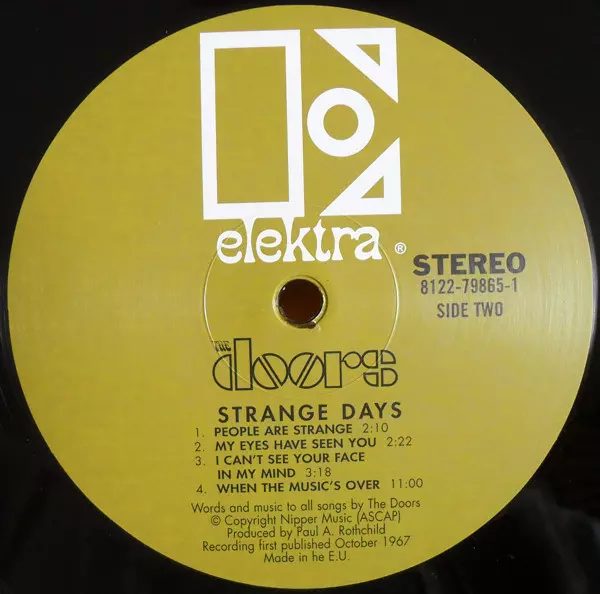 elektra ®
STEREO
8122-79865-1
SIDE TWO
THE
doors
STRANGE DAYS
1. PEOPLE ARE STRANGE 2:10
2. MY EYES HAVE SEEN YOU 2:22
3. I CAN'T SEE YOUR FACE
IN MY MIND 3:18
4. WHEN THE MUSIC'S OVER 11:00
Words and music to all songs by The Doors
© Copyright Nipper Music (ASCAP)
Produced by Paul A. Rothchild
Recording first published October 1967
Made in he E.U.